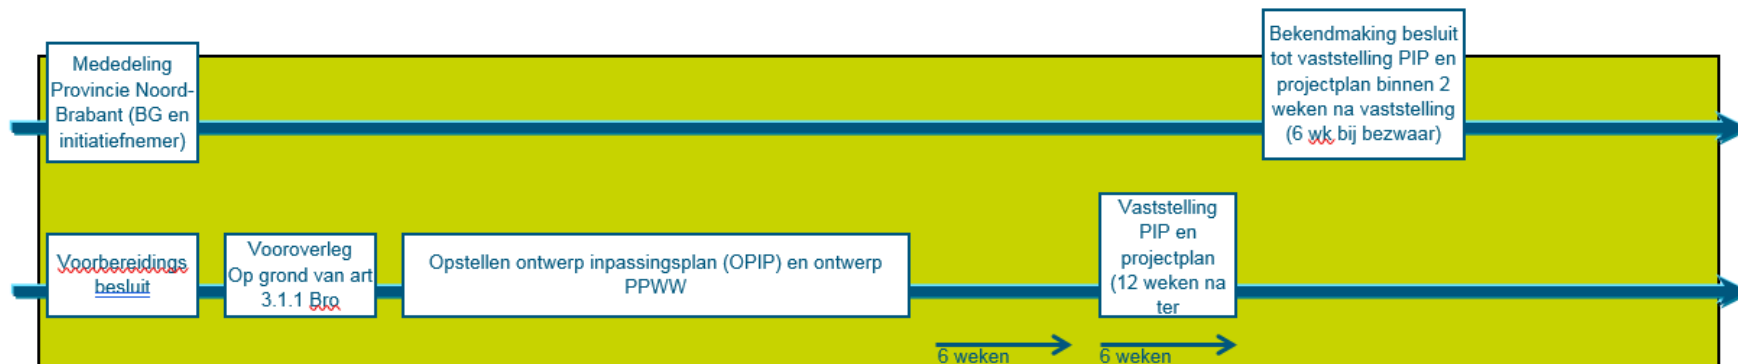 Mededeling
Provincie Noord-
Brabant (BG en
initiatiefnemer)
Bekendmaking besluit
tot vaststelling PIP en
projectplan binnen 2
weken na vaststelling
(6 wk bij bezwaar)
Voorbereidings
besluit
Vooroverleg
Op grond van art
3.1.1 Bro
Opstellen ontwerp inpassingsplan (OPIP) en ontwerp
PPWW
Vaststelling
PIP en
projectplan
(12 weken na
ter
6 weken
6 weken